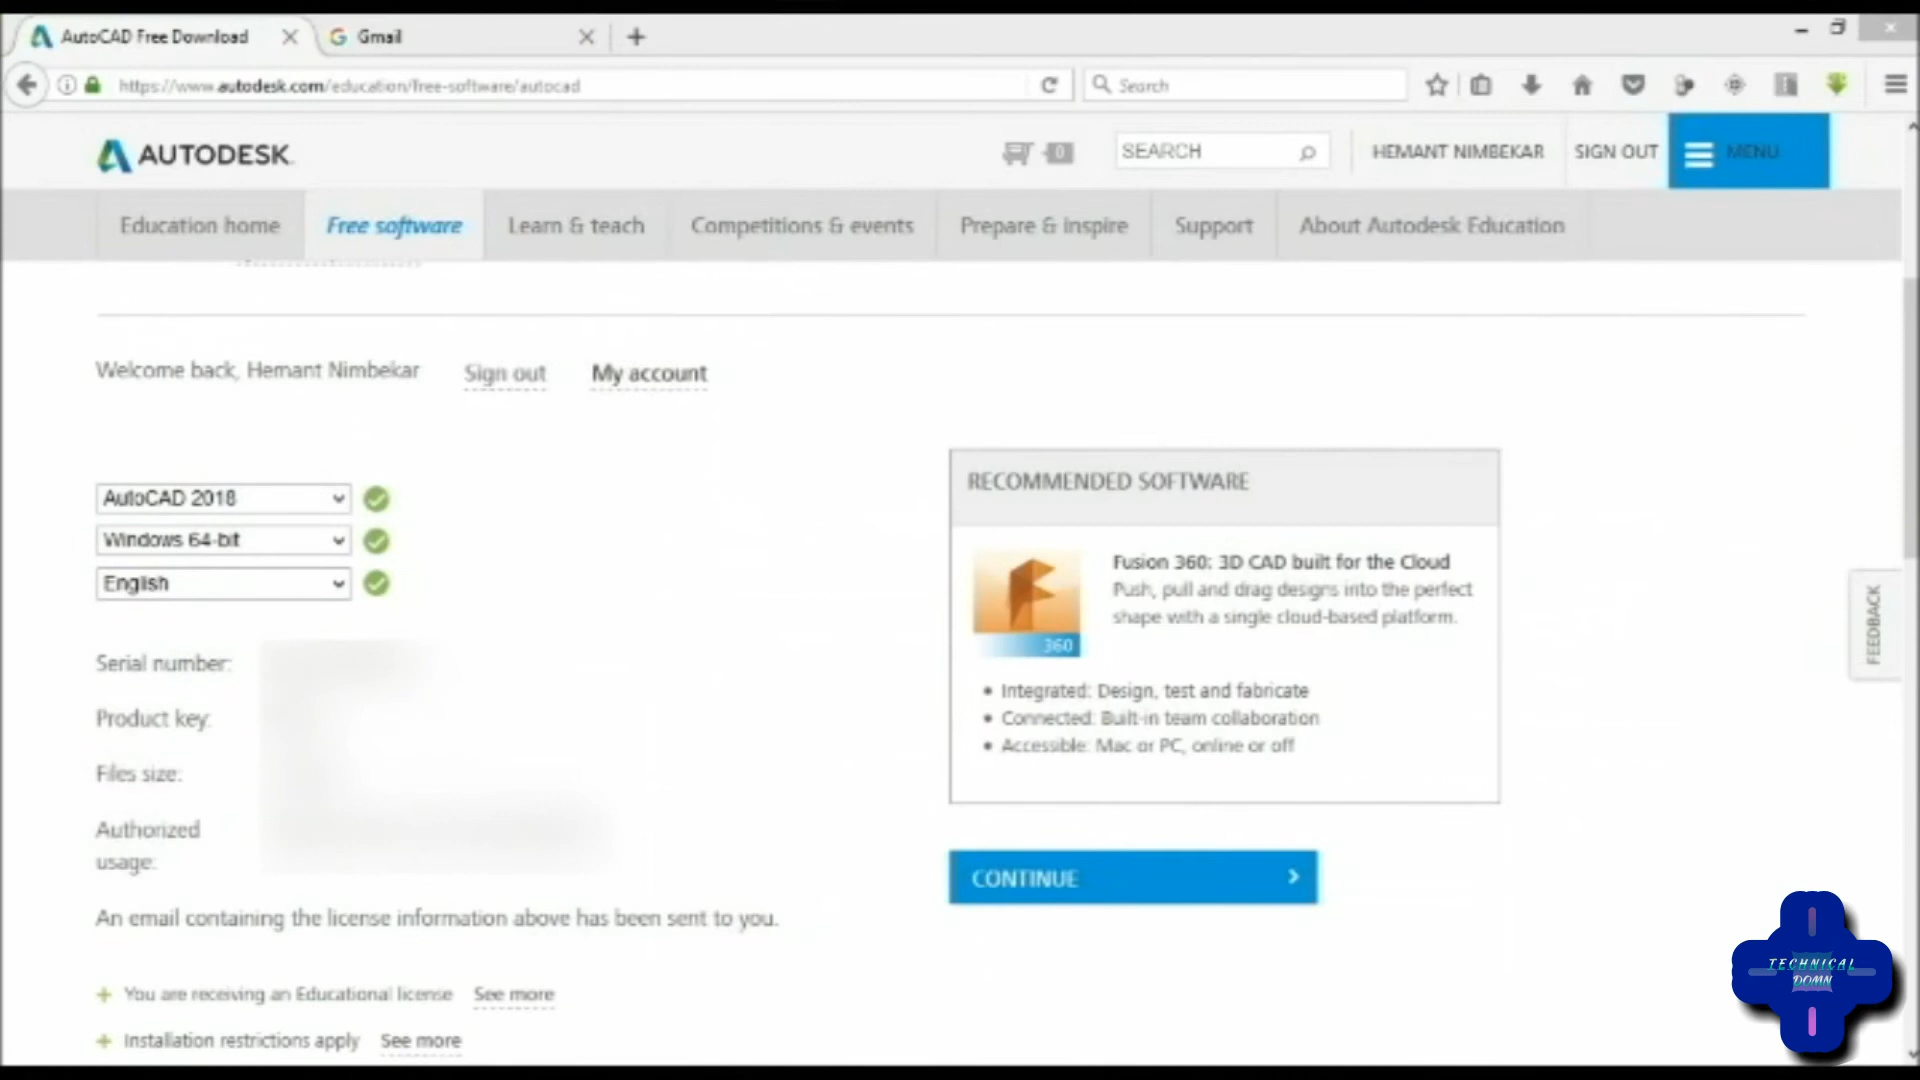 AutoCAD Free Download
Gmail
https://www.autodesk.com/education/free-software/autocad
Search
AUTODESK.
0
SEARCH
HEMANT NIMBEKAR
SIGN OUT
MENU
Education home
Free software
Learn & teach
Competitions & events
Prepare & inspire
Support
About Autodesk Education
Welcome back, Hemant Nimbekar
Sign out
My account
AutoCAD 2018
Windows 64-bit
English
Serial number:
Product key:
Files size:
Authorized
usage:
An email containing the license information above has been sent to you.
+ You are receiving an Educational license See more
+ Installation restrictions apply See more
RECOMMENDED SOFTWARE
360
Fusion 360: 3D CAD built for the Cloud
Push, pull and drag designs into the perfect
shape with a single cloud-based platform.
• Integrated: Design, test and fabricate
• Connected: Built-in team collaboration
• Accessible: Mac or PC, online or off
CONTINUE
FEEDBACK
TECHNICAL
DOMN